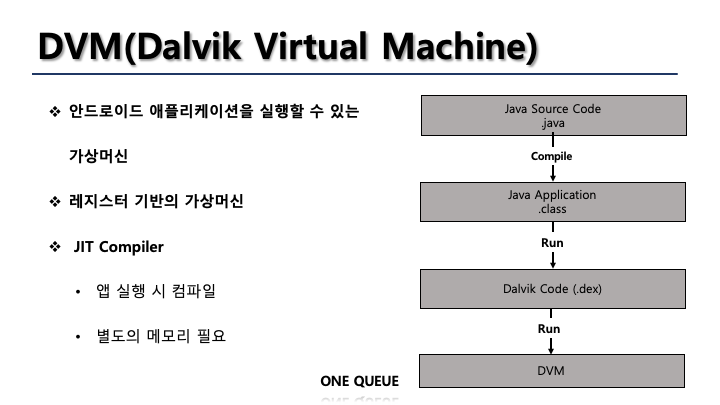 DVM(Dalvik Virtual Machine)
❖ 안드로이드 애플리케이션을 실행할 수 있는
가상머신
❖ 레지스터 기반의 가상머신
❖ JIT Compiler
• 앱 실행 시 컴파일
• 별도의 메모리 필요
Java Source Code
.java
Compile
Java Application
.class
Run
Dalvik Code (.dex)
Run
DVM
ONE QUEUE